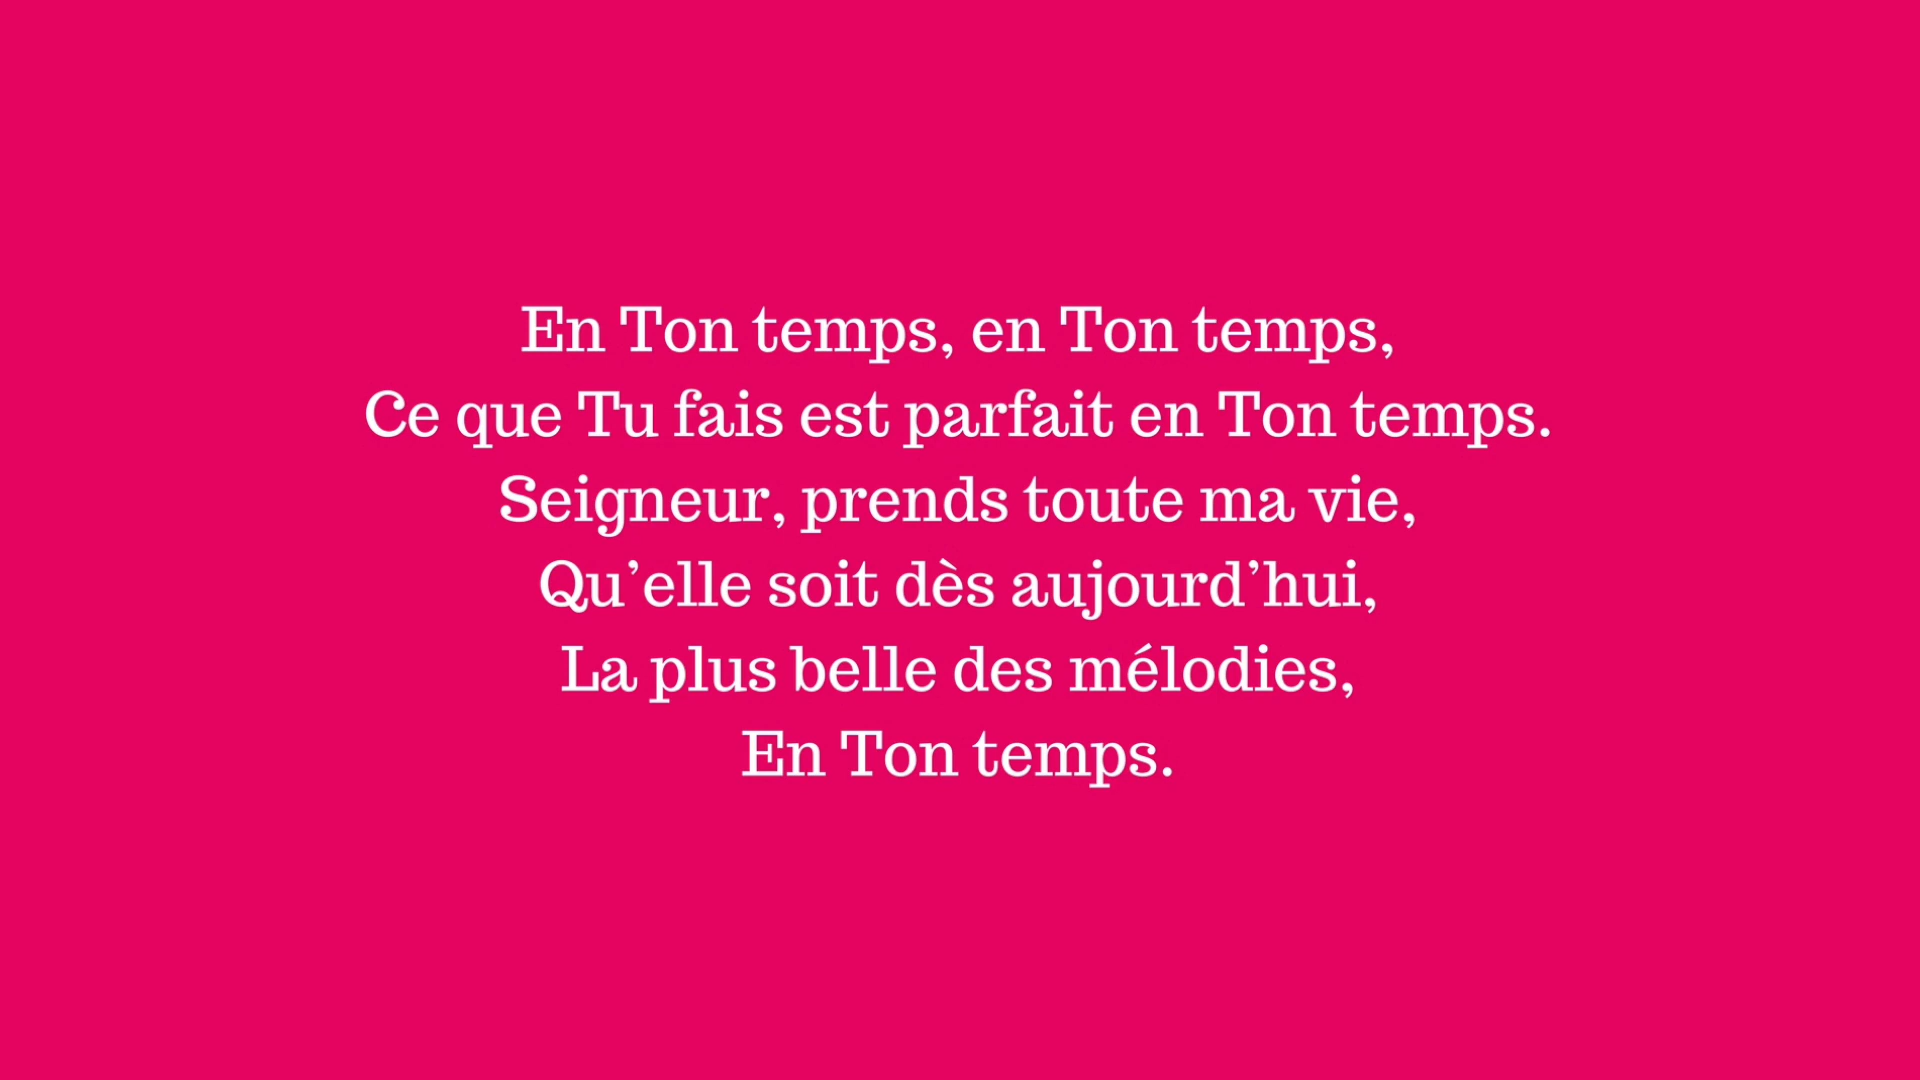 En Ton temps, en Ton temps,
Ce que Tu fais est parfait en Ton temps.
Seigneur, prends toute ma vie,
Qu’elle soit dès aujourd’hui,
La plus belle des mélodies,
En Ton temps.